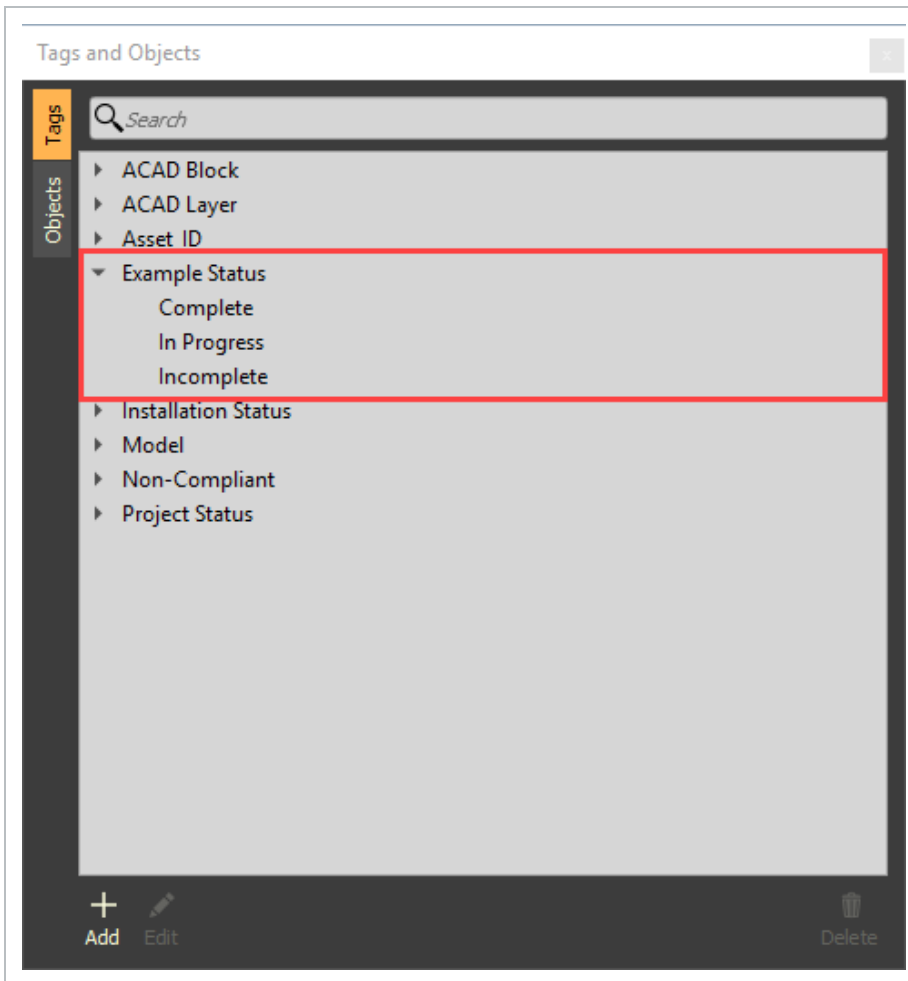 Tags and Objects
x
Tags
Search
Objects
ACAD Block
ACAD Layer
Asset ID
Example Status
Complete
In Progress
Incomplete
Installation Status
Model
Non-Compliant
Project Status
Add Edit Delete